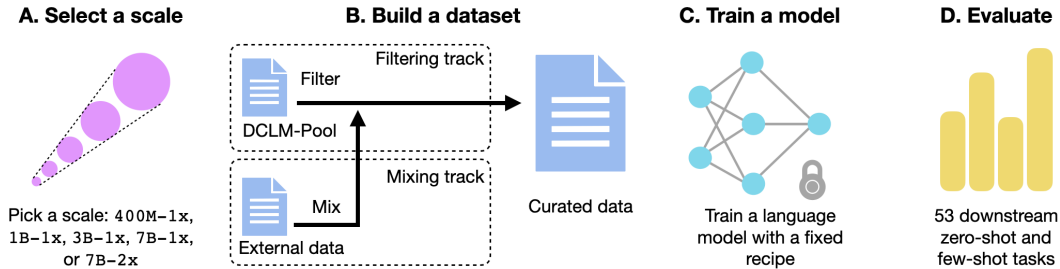 A. Select a scale
Pick a scale: 400M-1x,
1B-1x, 3B-1x, 7B-1x,
or 7B-2x
B. Build a dataset
Filtering track
Filter
DCLM-Pool
Mixing track
Mix
External data
Curated data
C. Train a model
Train a language
model with a fixed
recipe
D. Evaluate
53 downstream
zero-shot and
few-shot tasks